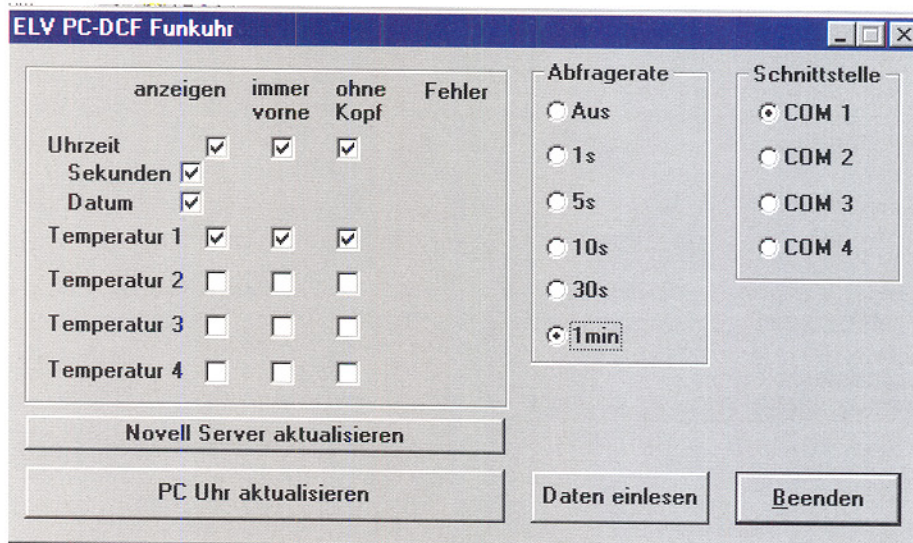 ELV PC-DCF Funkuhr
anzeigen immer vorne ohne Kopf Fehler
Uhrzeit
Sekunden
Datum
Temperatur 1
Temperatur 2
Temperatur 3
Temperatur 4
Novell Server aktualisieren
PC Uhr aktualisieren
Abfragerate
Aus
1s
5s
10s
30s
1min
Schnittstelle
COM 1
COM 2
COM 3
COM 4
Daten einlesen
Beenden